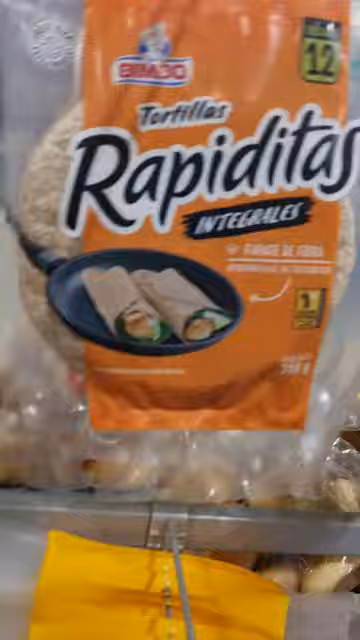 BIMBO
12
Tortillas
Rapiditas
INTEGRALES
FUENTE DE FIBRA
1